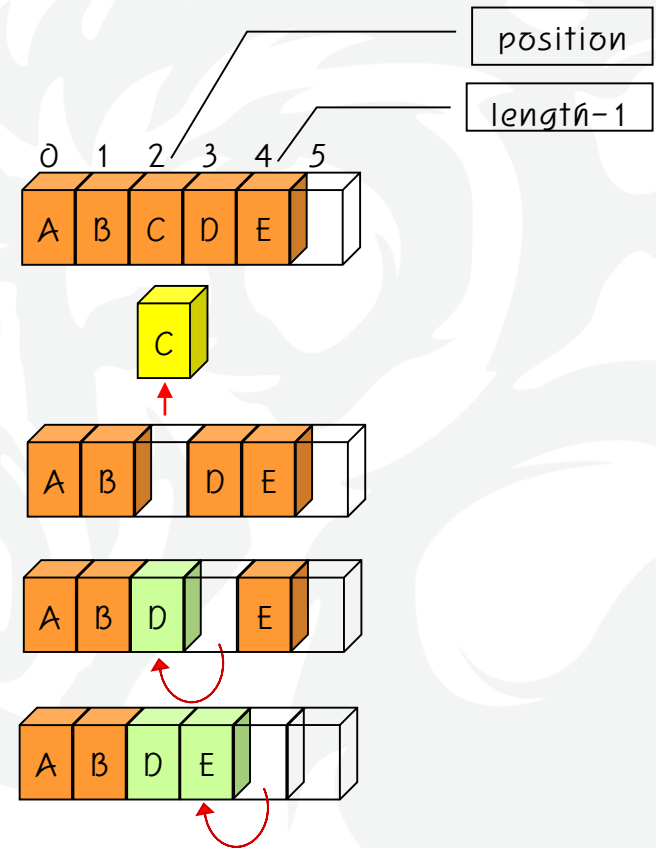 position
length-1
0 1 2 3 4 5
A B C D E
C
A B D E
A B D E
A B D E